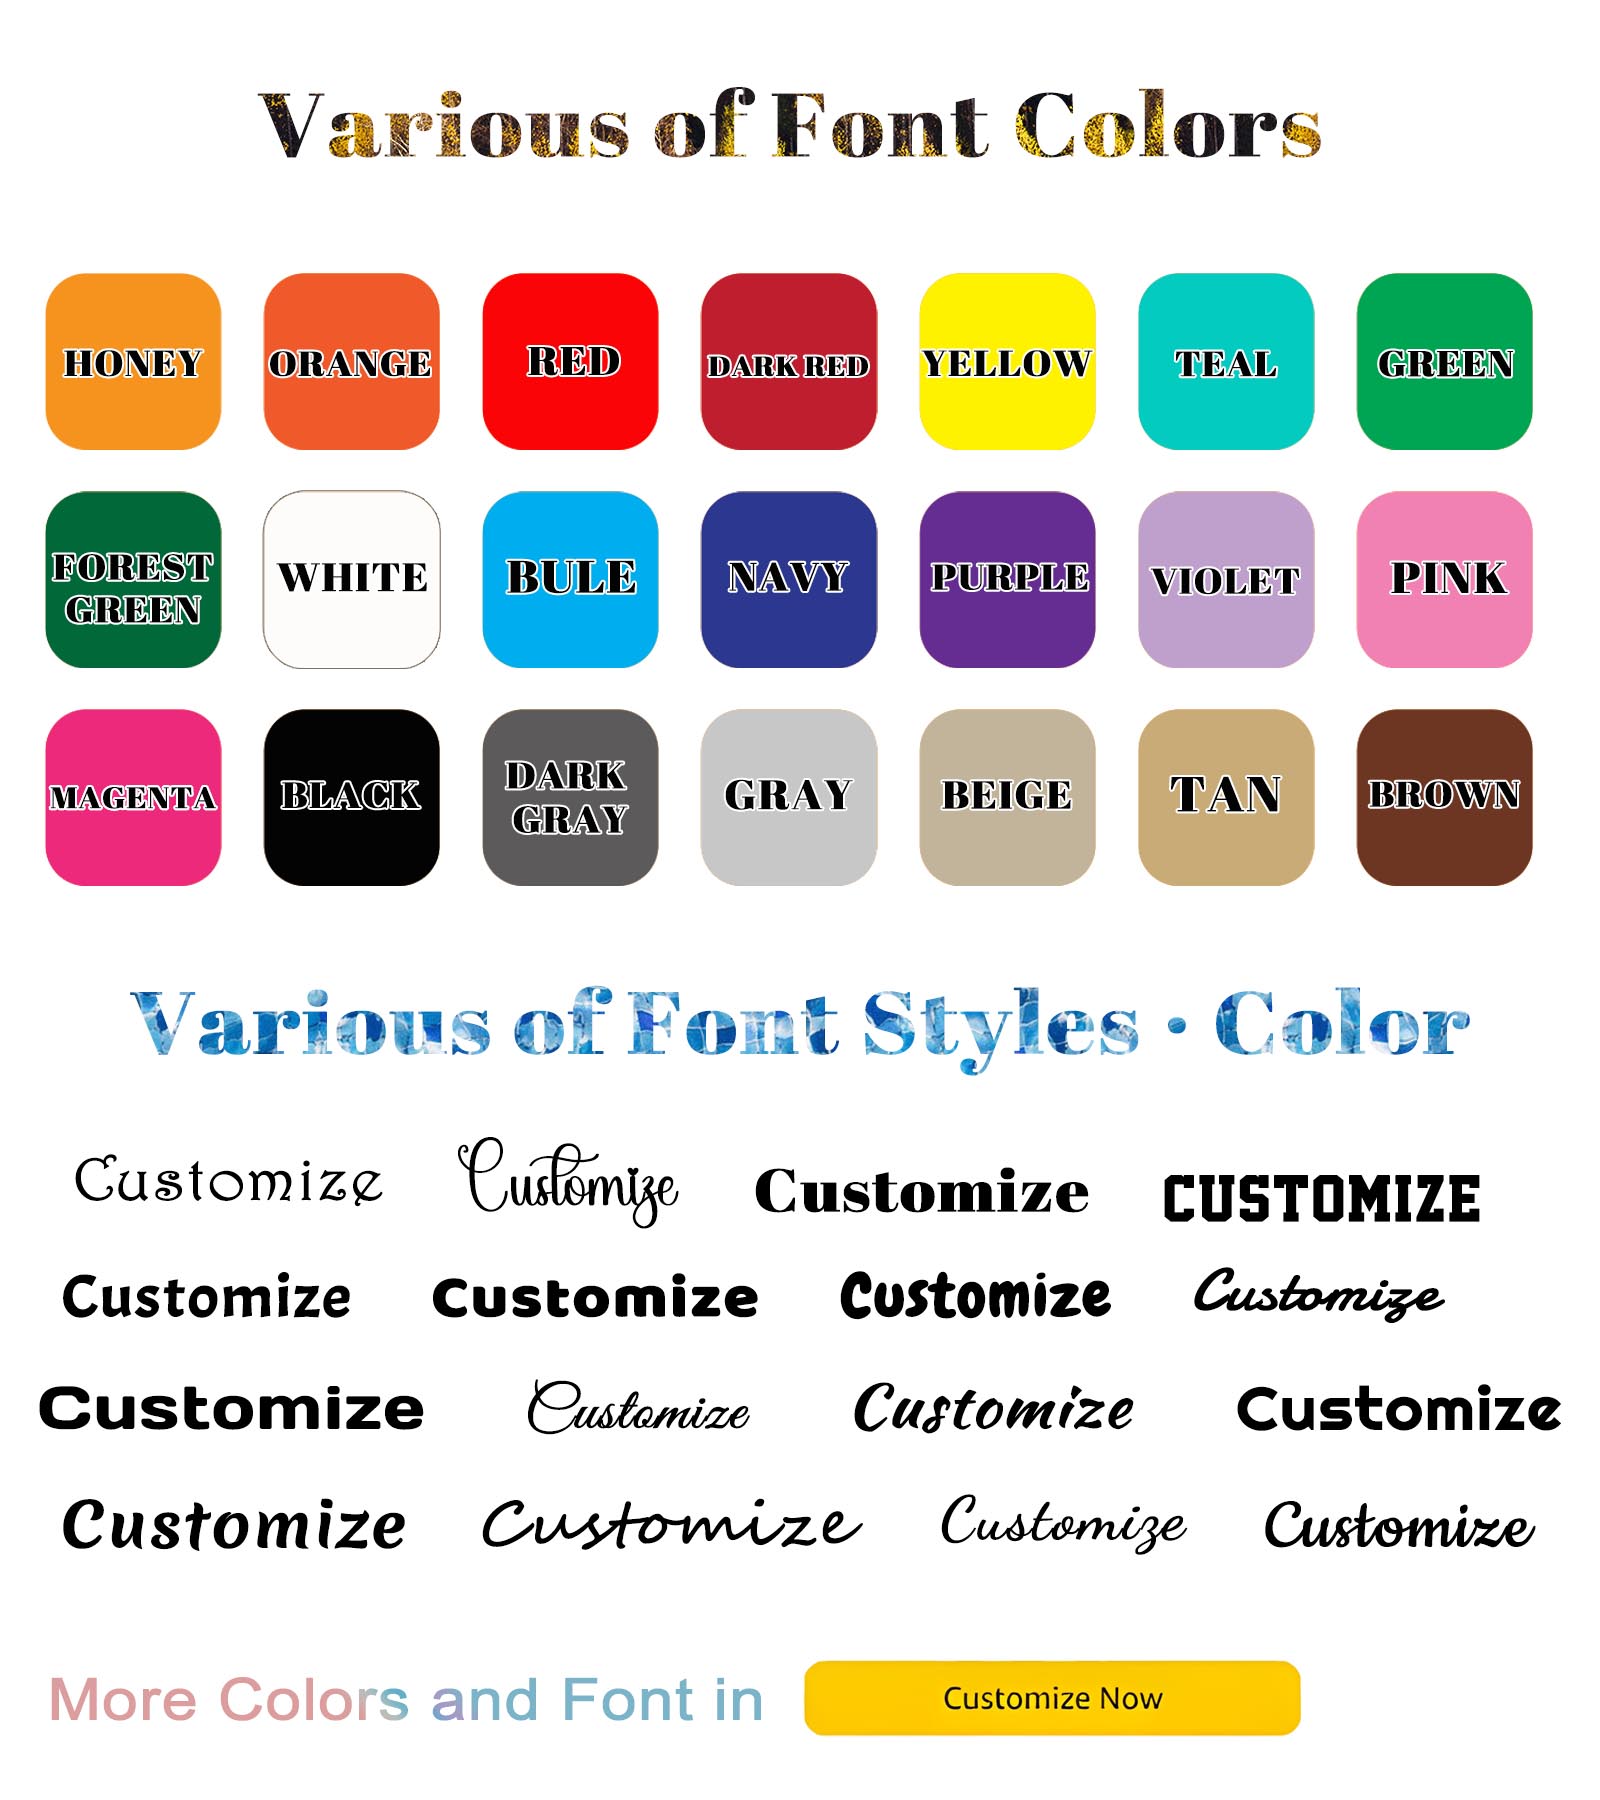 Various of Font Colors
HONEY ORANGE RED DARK RED YELLOW TEAL GREEN
FOREST GREEN WHITE BULE NAVY PURPLE VIOLET PINK
MAGENTA BLACK DARK GRAY GRAY BEIGE TAN BROWN
Various of Font Styles · Color
Customize Customize Customize CUSTOMIZE
Customize Customize Customize Customize
Customize Customize Customize Customize
Customize Customize Customize Customize
More Colors and Font in Customize Now